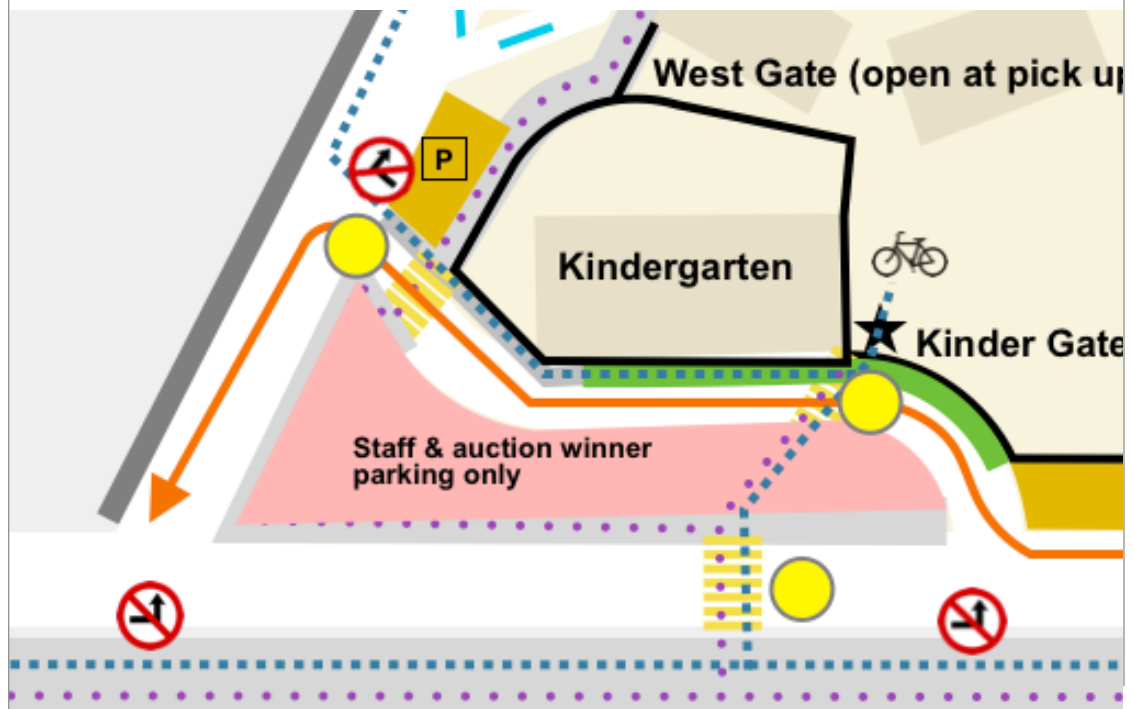 West Gate (open at pick up
P
Kindergarten
Kinder Gate
Staff & auction winner
parking only